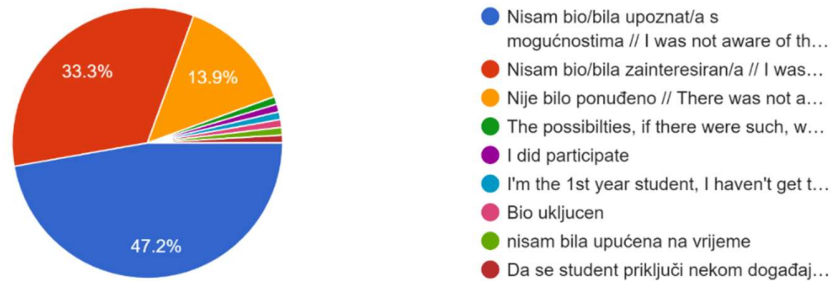 33.3%
13.9%
47.2%
Nisam bio/bila upoznat/a s
mogućnostima // I was not aware of th…
Nisam bio/bila zainteresiran/a // I was…
Nije bilo ponuđeno // There was not a…
The possibilties, if there were such, w…
I did participate
I'm the 1st year student, I haven't get t…
Bio ukljucen
nisam bila upućena na vrijeme
Da se student priključi nekom događaj…